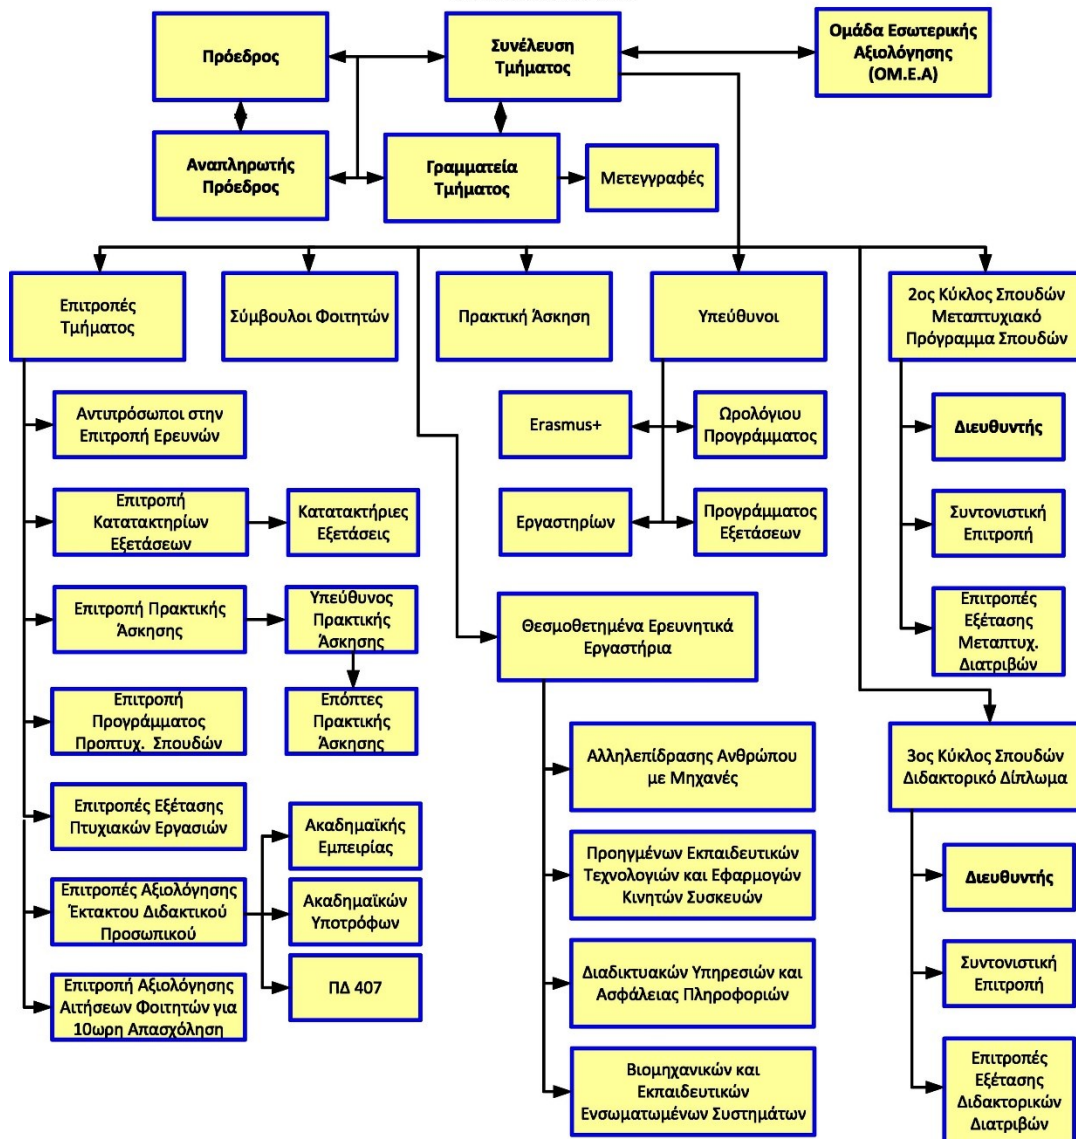 Πρόεδρος
Συνέλευση
Τμήματος
Ομάδα Εσωτερικής
Αξιολόγησης
(ΟΜ.Ε.Α)
Αναπληρωτής
Πρόεδρος
Γραμματεία
Τμήματος
Μετεγγραφές
Επιτροπές
Τμήματος
Σύμβουλοι Φοιτητών
Πρακτική Άσκηση
Υπεύθυνοι
2ος Κύκλος Σπουδών
Μεταπτυχιακό
Πρόγραμμα Σπουδών
Αντιπρόσωποι στην
Επιτροπή Ερευνών
Επιτροπή
Κατατακτηρίων
Εξετάσεων
Κατατακτήριες
Εξετάσεις
Επιτροπή Πρακτικής
Άσκησης
Υπεύθυνος
Πρακτικής
Άσκησης
Επόπτες
Πρακτικής
Άσκησης
Επιτροπή
Προγράμματος
Προπτυχ. Σπουδών
Επιτροπές Εξέτασης
Πτυχιακών Εργασιών
Επιτροπές Αξιολόγησης
Έκτακτου Διδακτικού
Προσωπικού
Ακαδημαϊκής
Εμπειρίας
Ακαδημαϊκών
Υποτρόφων
ΠΔ 407
Επιτροπή Αξιολόγησης
Αιτήσεων Φοιτητών για
10ωρη Απασχόληση
Erasmus+
Ωρολόγιου
Προγράμματος
Εργαστηρίων
Προγράμματος
Εξετάσεων
Θεσμοθετημένα Ερευνητικά
Εργαστήρια
Αλληλεπίδρασης Ανθρώπου
με Μηχανές
Προηγμένων Εκπαιδευτικών
Τεχνολογιών και Εφαρμογών
Κινητών Συσκευών
Διαδικτυακών Υπηρεσιών και
Ασφάλειας Πληροφοριών
Βιομηχανικών και
Εκπαιδευτικών
Ενσωματωμένων Συστημάτων
Διευθυντής
Συντονιστική
Επιτροπή
Επιτροπές
Εξέτασης
Μεταπτυχ.
Διατριβών
3ος Κύκλος Σπουδών
Διδακτορικό Δίπλωμα
Διευθυντής
Συντονιστική
Επιτροπή
Επιτροπές
Εξέτασης
Διδακτορικών
Διατριβών